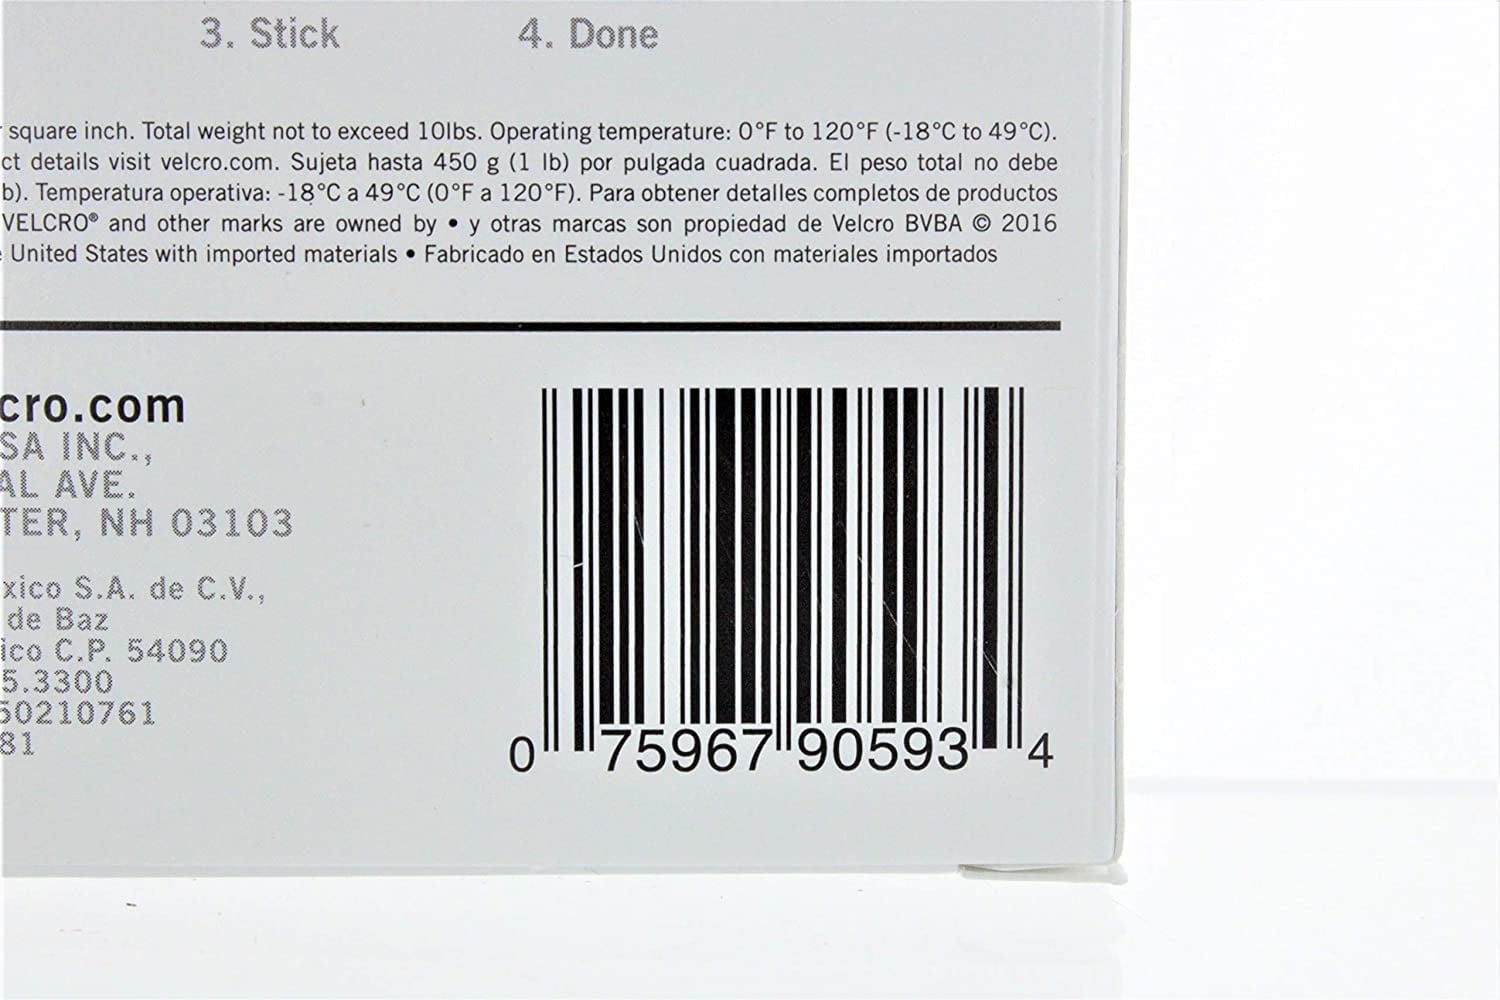 3. Stick 4. Done
square inch. Total weight not to exceed 10lbs. Operating temperature: 0°F to 120°F (-18°C to 49°C).
ct details visit velcro.com. Sujeta hasta 450 g (1 lb) por pulgada cuadrada. El peso total no debe
b). Temperatura operativa: -18°C a 49°C (0°F a 120°F). Para obtener detalles completos de productos
VELCRO® and other marks are owned by • y otras marcas son propiedad de Velcro BVBA © 2016
United States with imported materials • Fabricado en Estados Unidos con materiales importados
cro.com
SA INC.,
AL AVE.
TER, NH 03103
xico S.A. de C.V.,
de Baz
ico C.P. 54090
5.3300
50210761
81
0 75967 90593 4